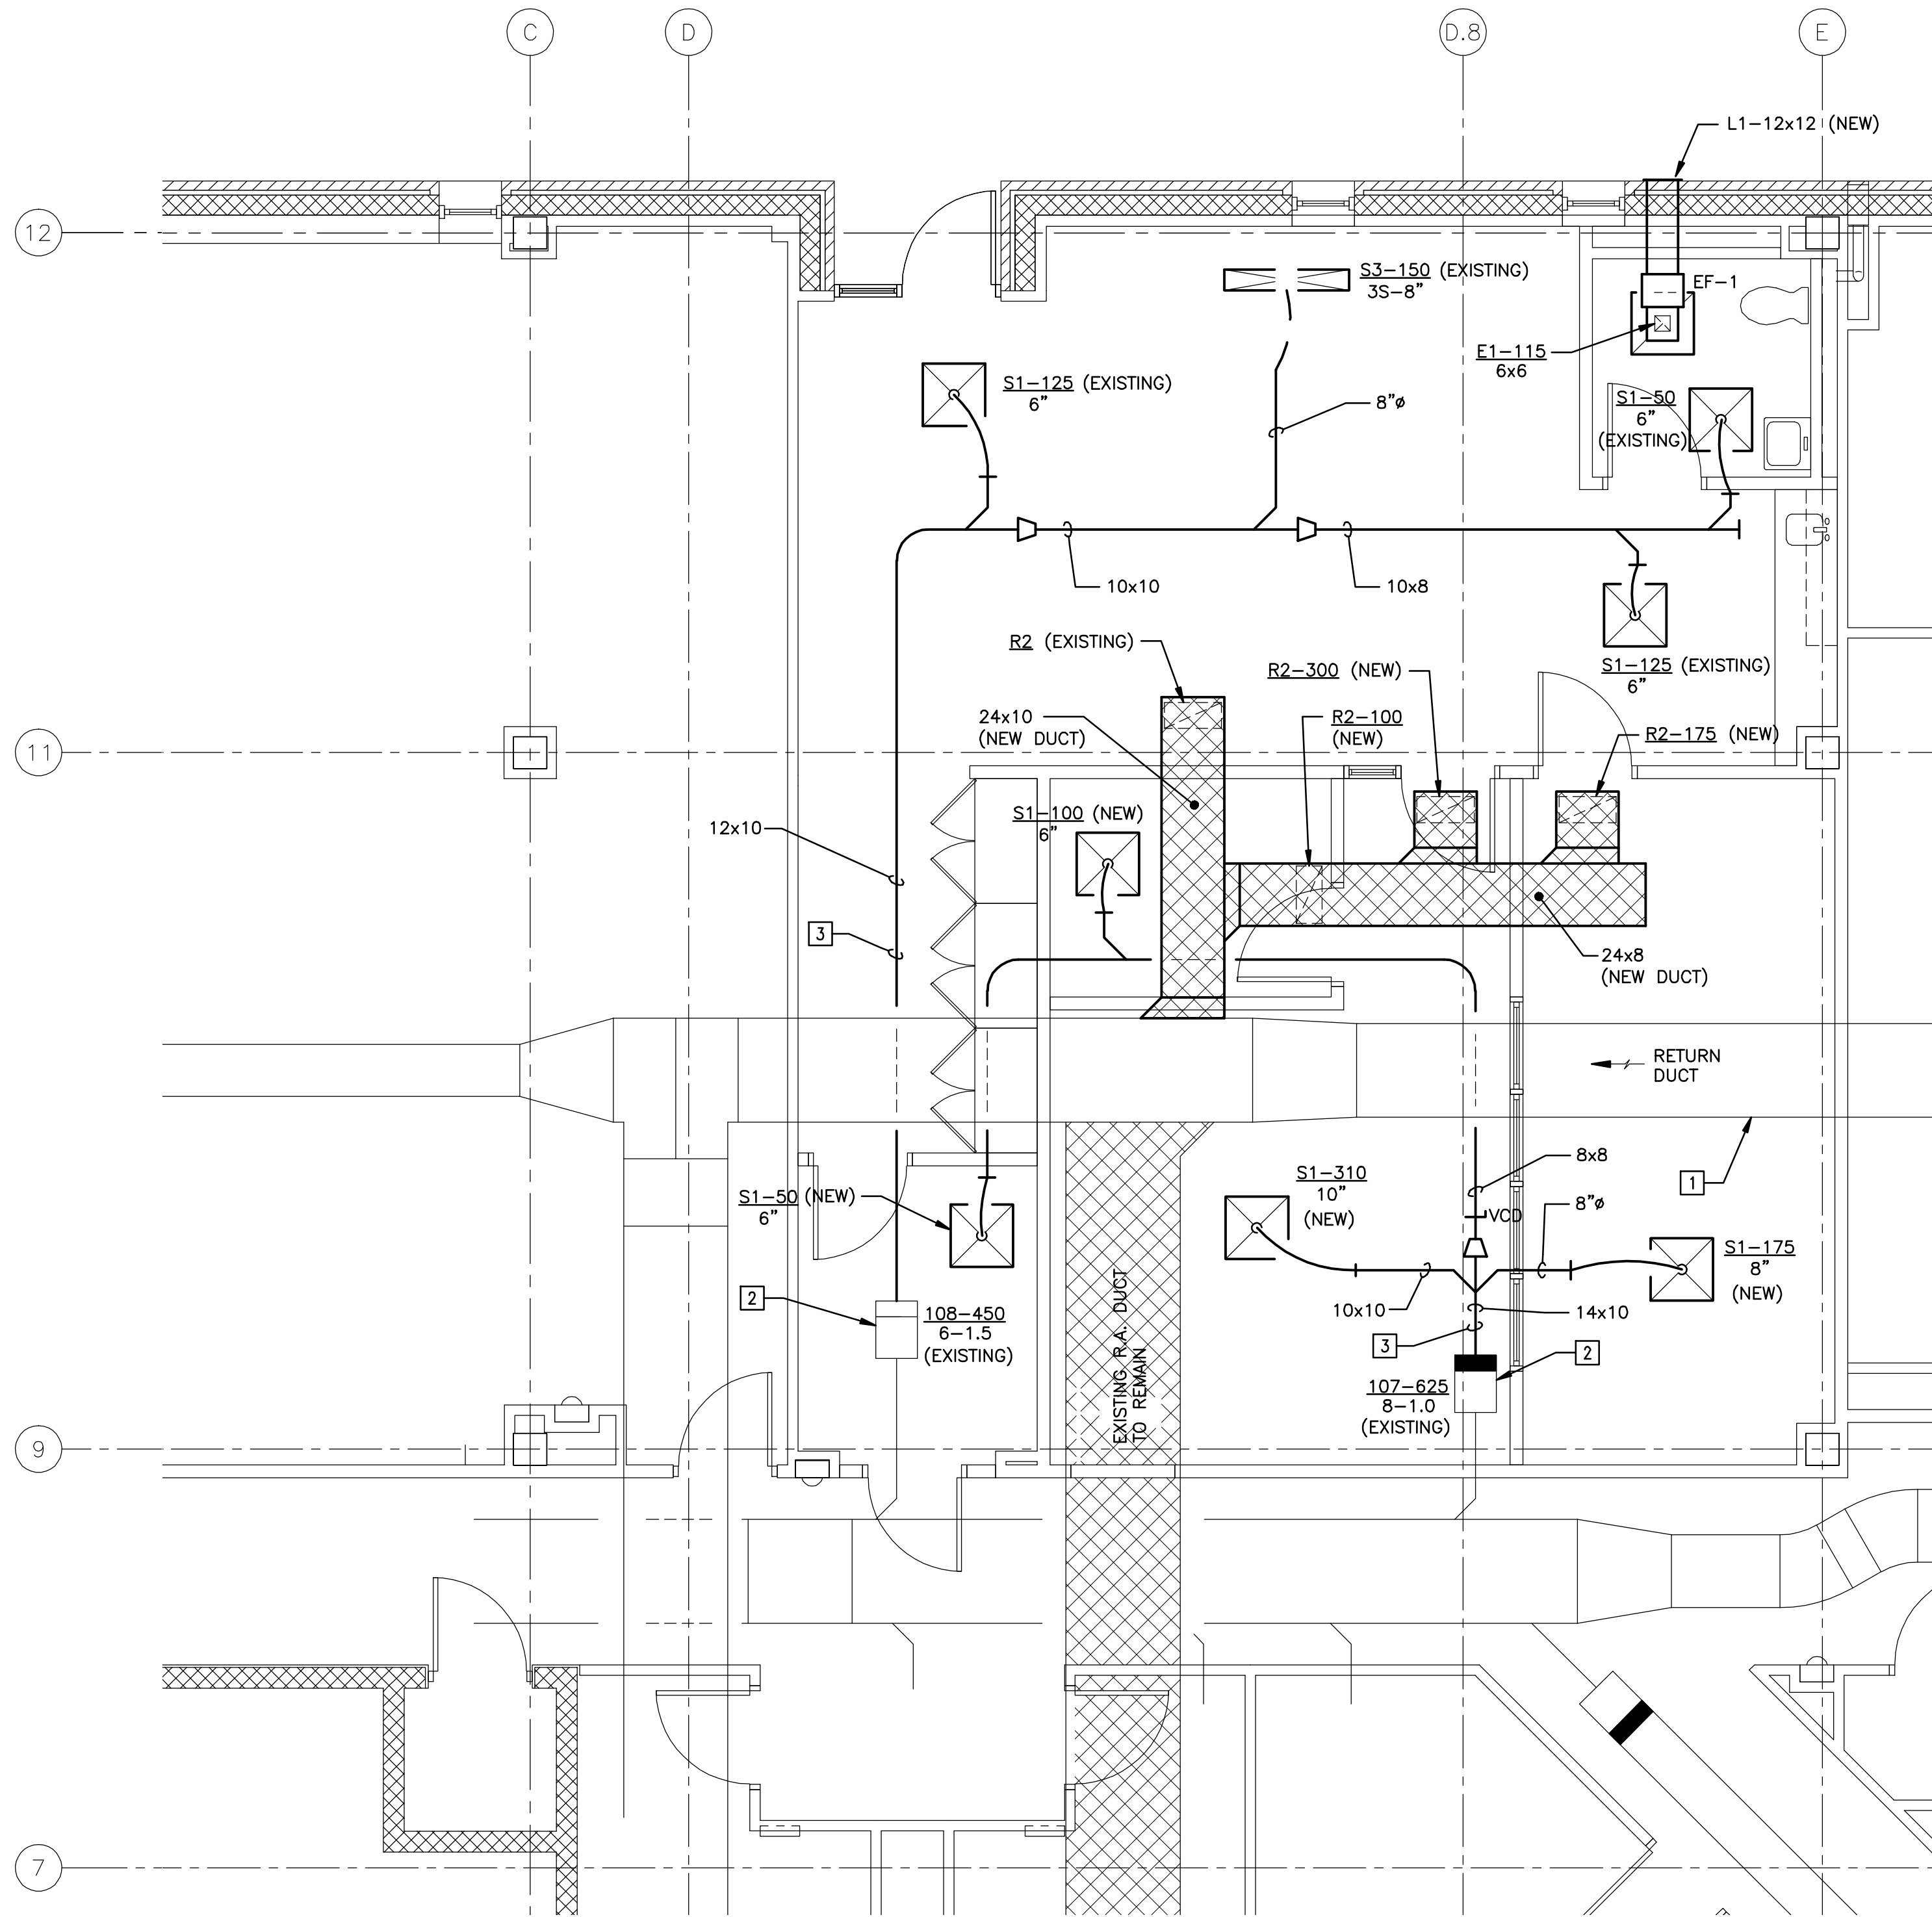 C
D
D.8
E
L1-12x12 (NEW)
12
S3-150 (EXISTING)
3S-8"
EF-1
E1-115
6x6
S1-125 (EXISTING)
6"
8"ø
S1-50
6"
(EXISTING)
10x10
10x8
R2 (EXISTING)
R2-300 (NEW)
S1-125 (EXISTING)
6"
24x10
(NEW DUCT)
R2-100
(NEW)
R2-175 (NEW)
11
12x10
S1-100 (NEW)
6"
3
24x8
(NEW DUCT)
RETURN
DUCT
8x8
S1-310
10"
(NEW)
1
S1-50 (NEW)
6"
8"ø
VCD
S1-175
8"
(NEW)
2
108-450
6-1.5
(EXISTING)
EXISTING R.A. DUCT
TO REMAIN
10x10
14x10
3
2
107-625
8-1.0
(EXISTING)
9
7